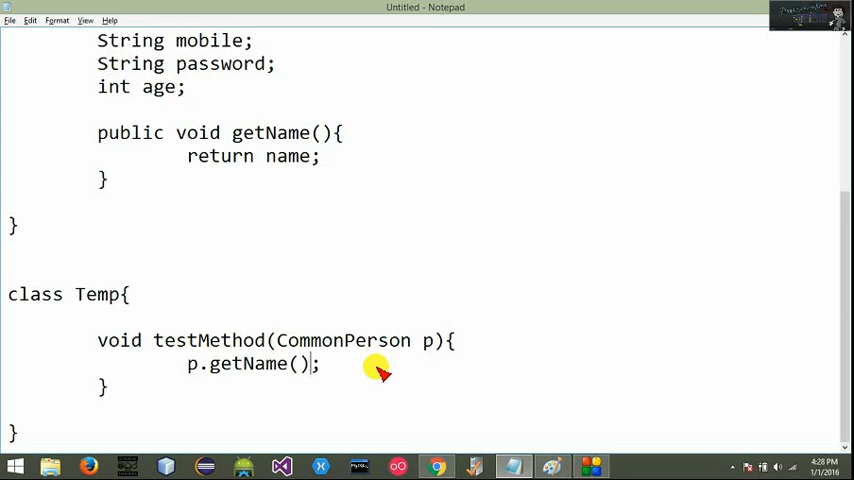 Untitled - Notepad
File Edit Format View Help
String mobile;
String password;
int age;
public void getName(){
return name;
}
}
class Temp{
void testMethod(CommonPerson p){
p.getName();
}
}
4:28 PM
1/1/2016